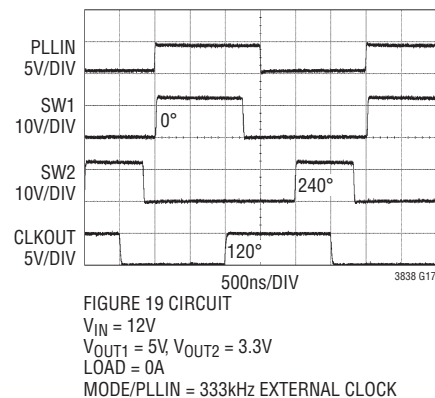 PLLIN
5V/DIV
SW1
10V/DIV
0°
SW2
10V/DIV
240°
CLKOUT
5V/DIV
120°
500ns/DIV
3838 G17
FIGURE 19 CIRCUIT
VIN = 12V
VOUT1 = 5V, VOUT2 = 3.3V
LOAD = 0A
MODE/PLLIN = 333kHz EXTERNAL CLOCK